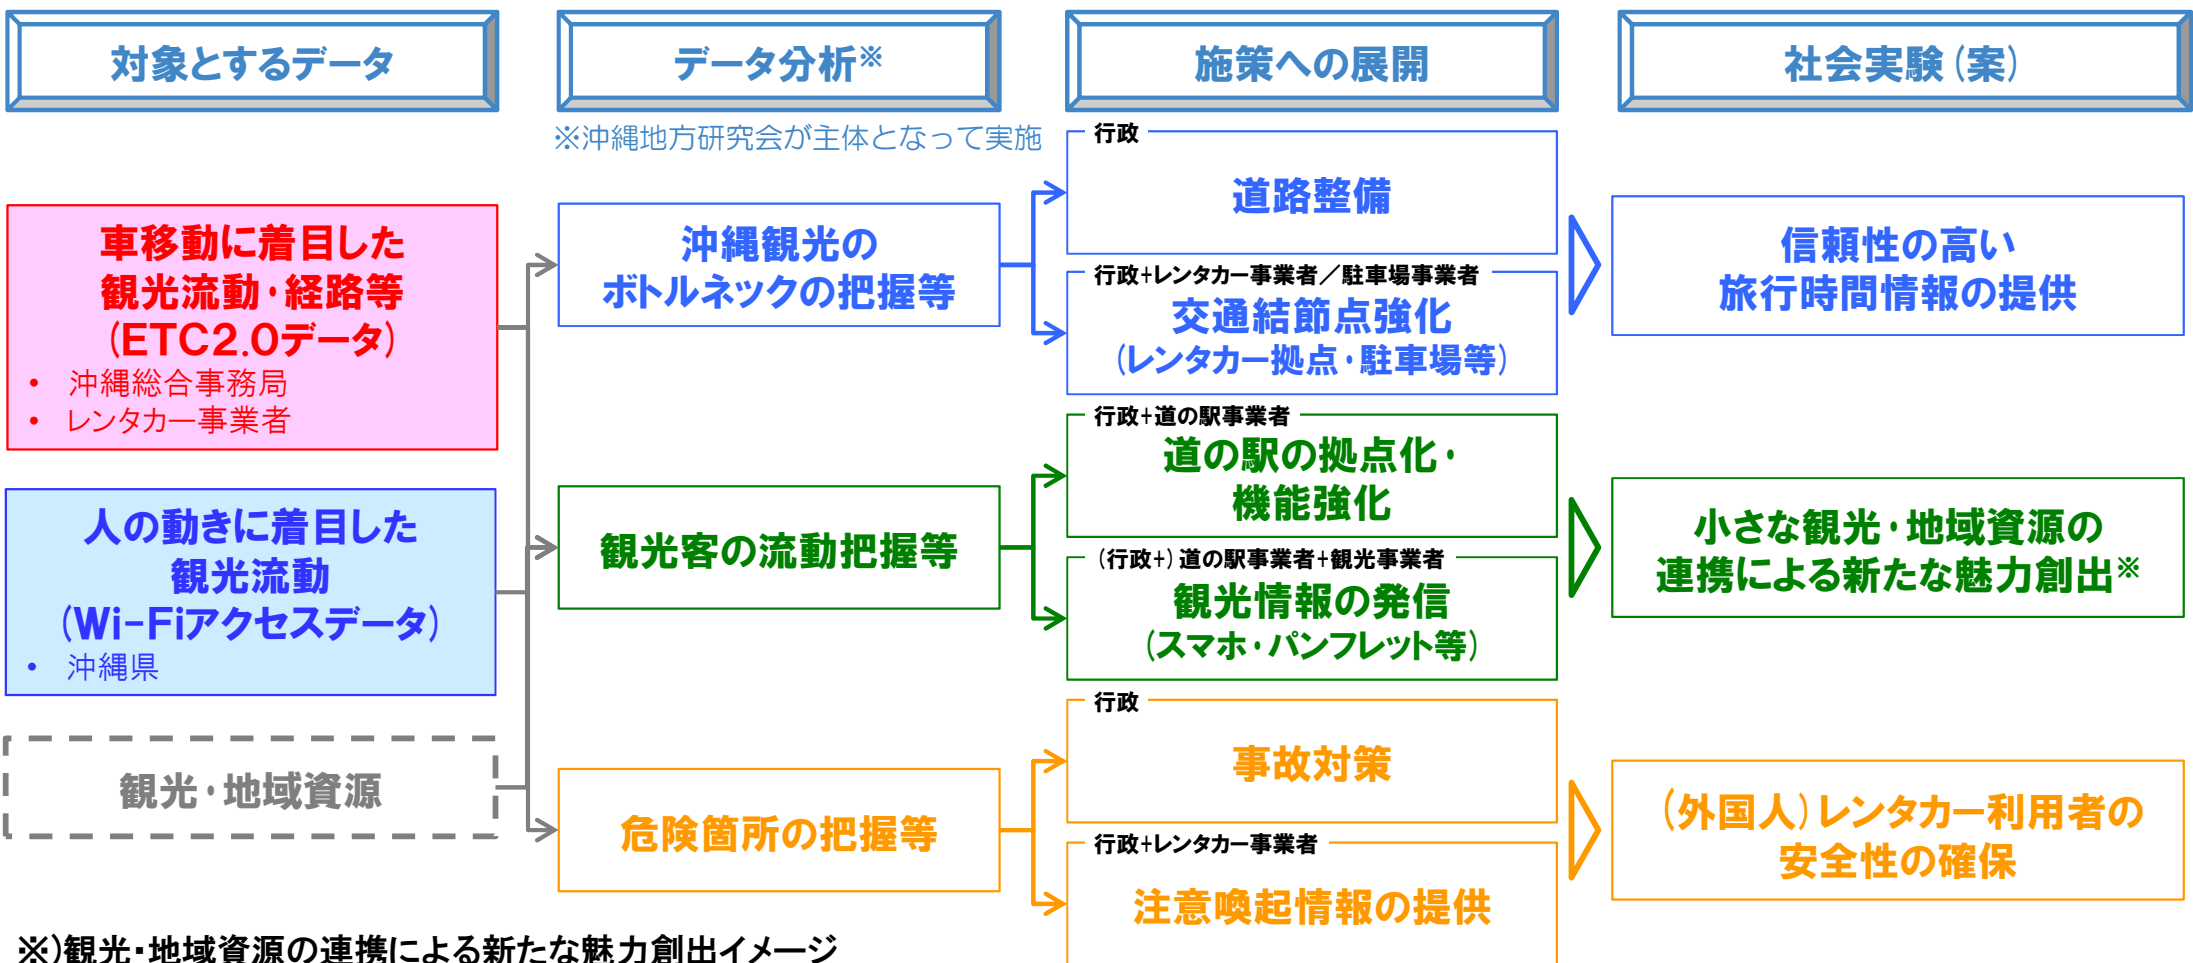 対象とするデータ
データ分析※
施策への展開
社会実験(案)
※沖縄地方研究会が主体となって実施
車移動に着目した
観光流動・経路等
(ETC2.0データ)
• 沖縄総合事務局
• レンタカー事業者
人の動きに着目した
観光流動
(Wi-Fiアクセスデータ)
• 沖縄県
観光・地域資源
沖縄観光の
ボトルネックの把握等
観光客の流動把握等
危険箇所の把握等
行政
道路整備
行政+レンタカー事業者／駐車場事業者
交通結節点強化
(レンタカー拠点・駐車場等)
行政+道の駅事業者
道の駅の拠点化・
機能強化
(行政+)道の駅事業者+観光事業者
観光情報の発信
(スマホ・パンフレット等)
行政
事故対策
行政+レンタカー事業者
注意喚起情報の提供
信頼性の高い
旅行時間情報の提供
小さな観光・地域資源の
連携による新たな魅力創出※
(外国人)レンタカー利用者の
安全性の確保
※)観光・地域資源の連携による新たな魅力創出イメージ